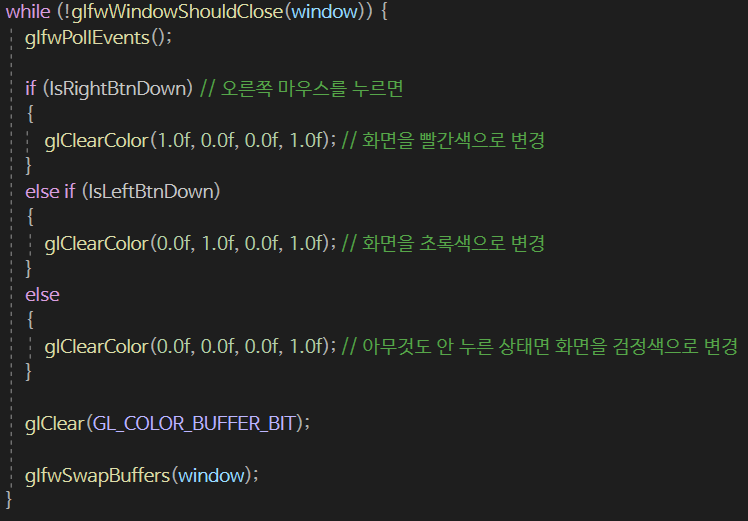 while (!glfwWindowShouldClose(window)) {
glfwPollEvents();
if (IsRightBtnDown) // 오른쪽 마우스를 누르면
{
glClearColor(1.0f, 0.0f, 0.0f, 1.0f); // 화면을 빨간색으로 변경
}
else if (IsLeftBtnDown)
{
glClearColor(0.0f, 1.0f, 0.0f, 1.0f); // 화면을 초록색으로 변경
}
else
{
glClearColor(0.0f, 0.0f, 0.0f, 1.0f); // 아무것도 안 누른 상태면 화면을 검정색으로 변경
}
glClear(GL_COLOR_BUFFER_BIT);
glfwSwapBuffers(window);
}